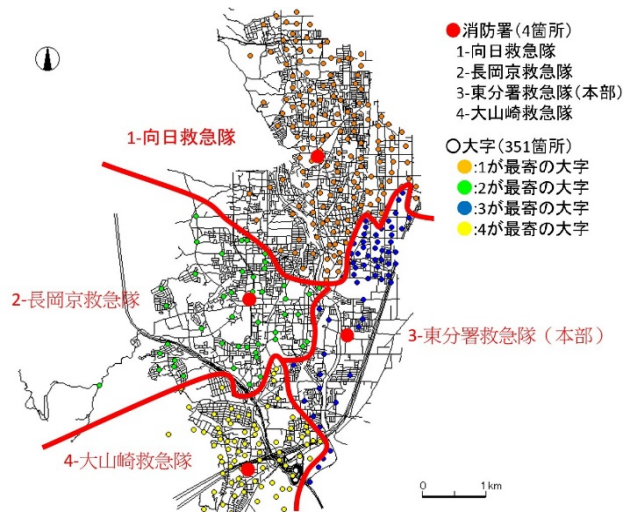 ●消防署(4箇所)
1-向日救急隊
2-長岡京救急隊
3-東分署救急隊(本部)
4-大山崎救急隊
○大字(351箇所)
●:1が最寄の大字
●:2が最寄の大字
●:3が最寄の大字
●:4が最寄の大字
1-向日救急隊
2-長岡京救急隊
3-東分署救急隊(本部)
4-大山崎救急隊
0 1km